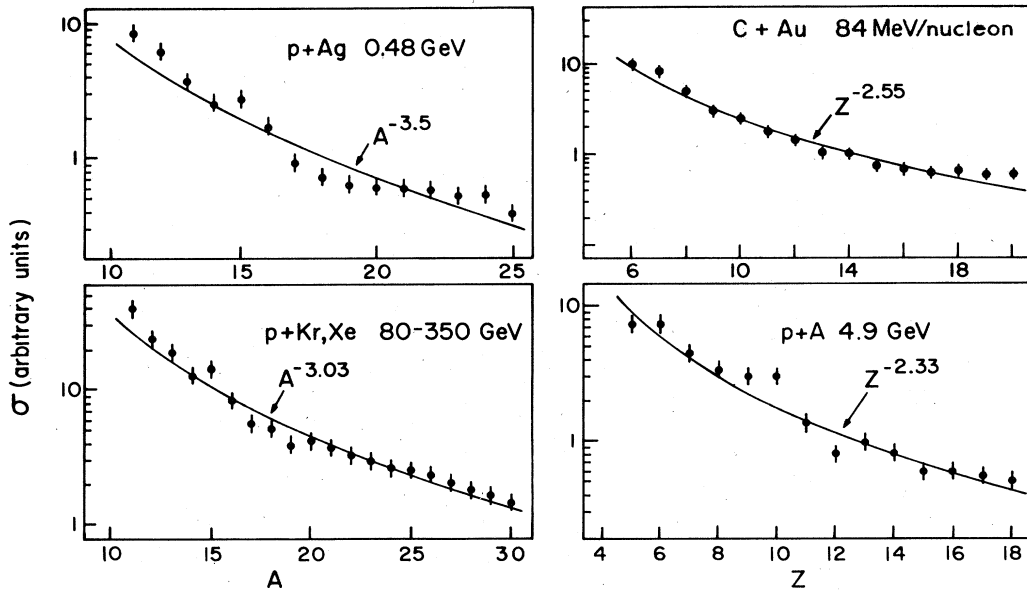 σ (arbitrary units)
p+Ag 0.48 GeV
A^-3.5
10
1
10 15 20 25
C + Au 84 MeV/nucleon
Z^-2.55
10
1
6 10 14 18
p+Kr,Xe 80-350 GeV
A^-3.03
10
1
10 15 20 25 30
A
p+A 4.9 GeV
Z^-2.33
10
1
4 6 8 10 12 14 16 18
Z